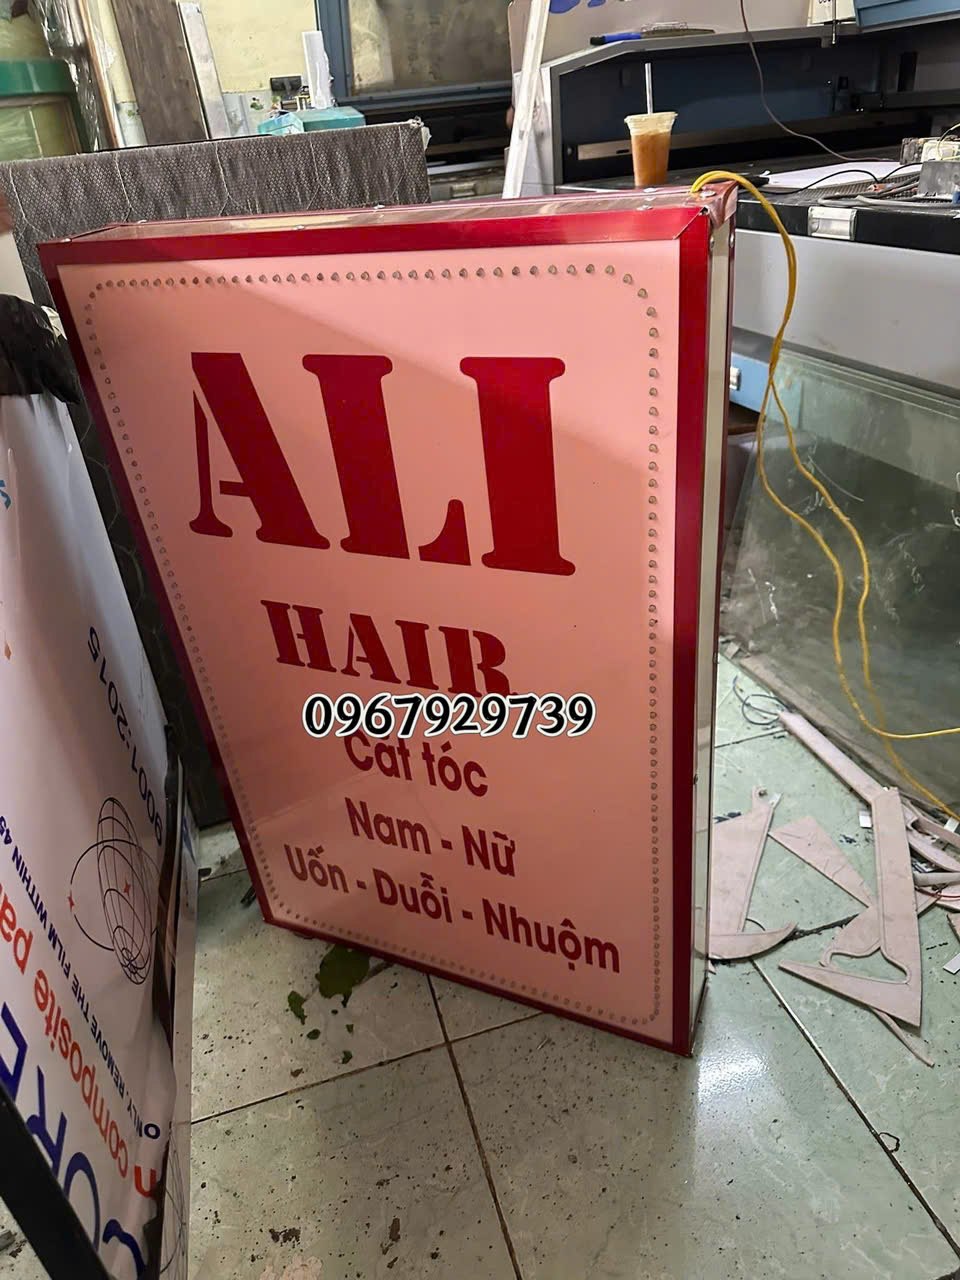 ALI
HAIR
0967929739
Cắt tóc
Nam - Nữ
Uốn - Duỗi - Nhuộm
9001:2015
THE FILM WITHIN 45
ONLY. REMOVE
composite pa
CORE